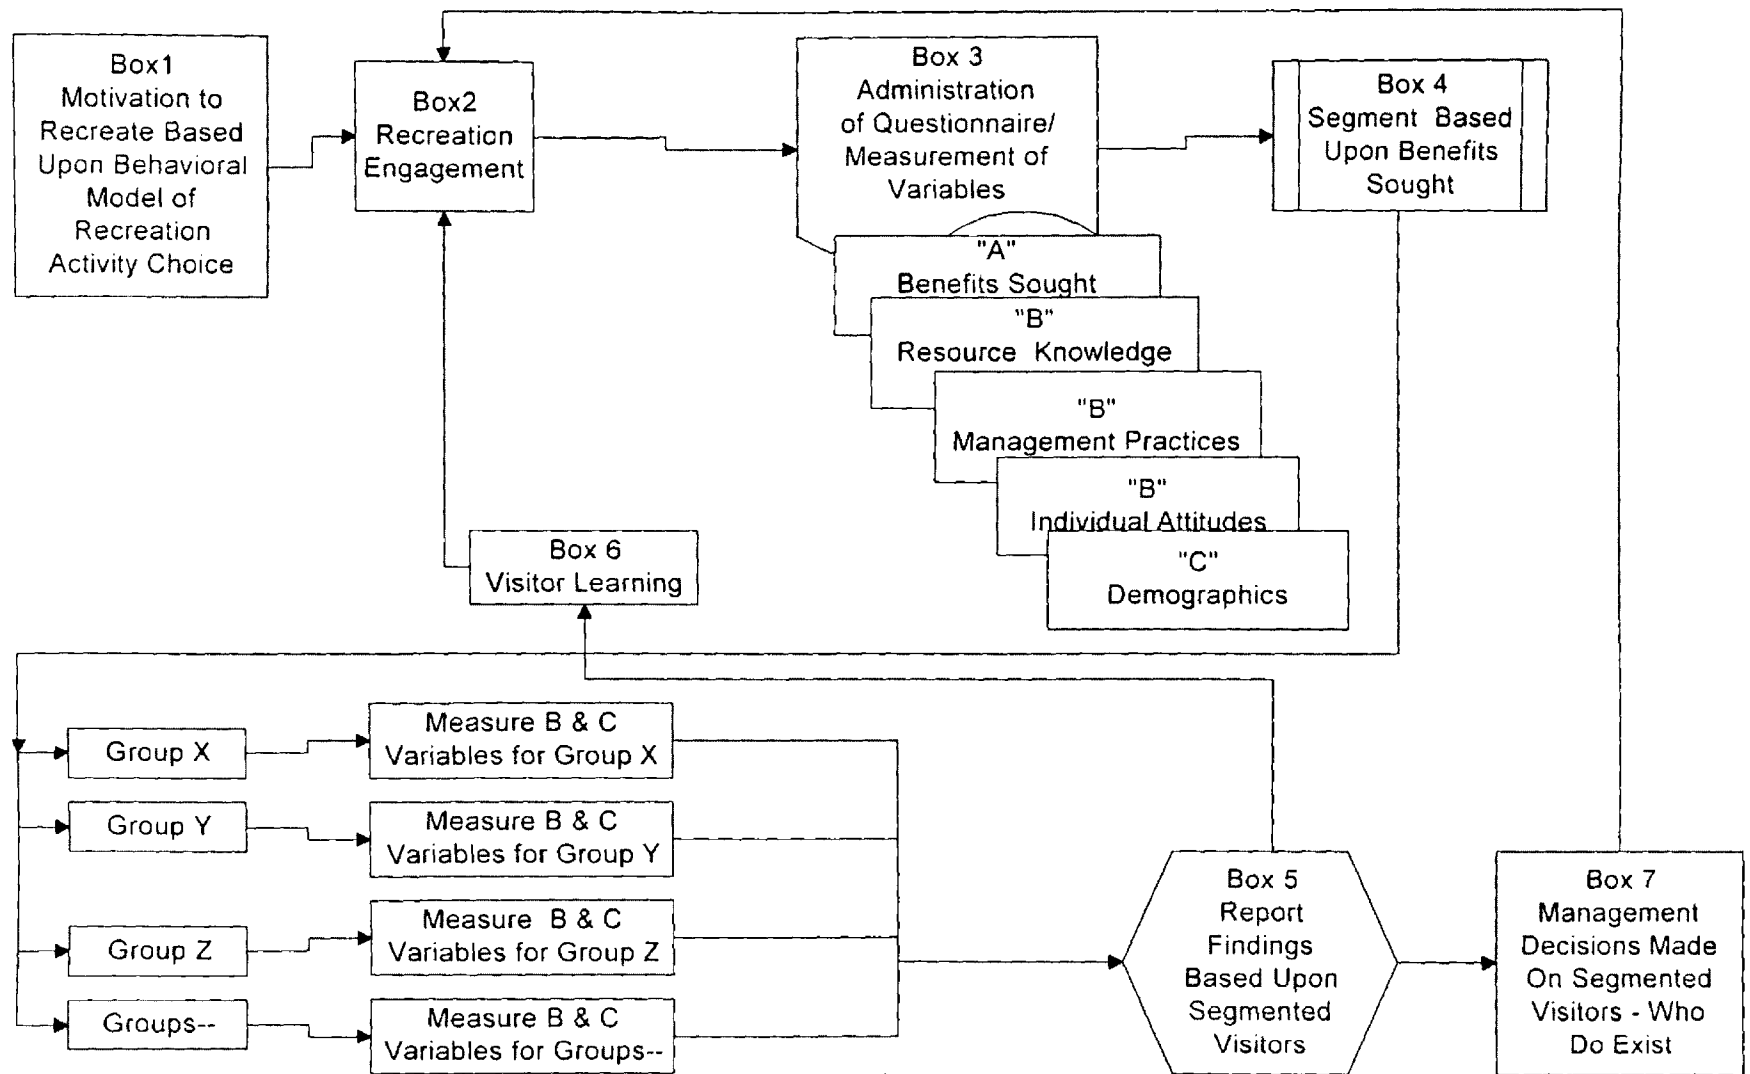 Box1
Motivation to
Recreate Based
Upon Behavioral
Model of
Recreation
Activity Choice
Box2
Recreation
Engagement
Box 3
Administration
of Questionnaire/
Measurement of
Variables
"A"
Benefits Sought
"B"
Resource Knowledge
"B"
Management Practices
"B"
Individual Attitudes
"C"
Demographics
Box 4
Segment Based
Upon Benefits
Sought
Box 6
Visitor Learning
Group X
Measure B & C
Variables for Group X
Group Y
Measure B & C
Variables for Group Y
Group Z
Measure B & C
Variables for Group Z
Groups--
Measure B & C
Variables for Groups--
Box 5
Report
Findings
Based Upon
Segmented
Visitors
Box 7
Management
Decisions Made
On Segmented
Visitors - Who
Do Exist